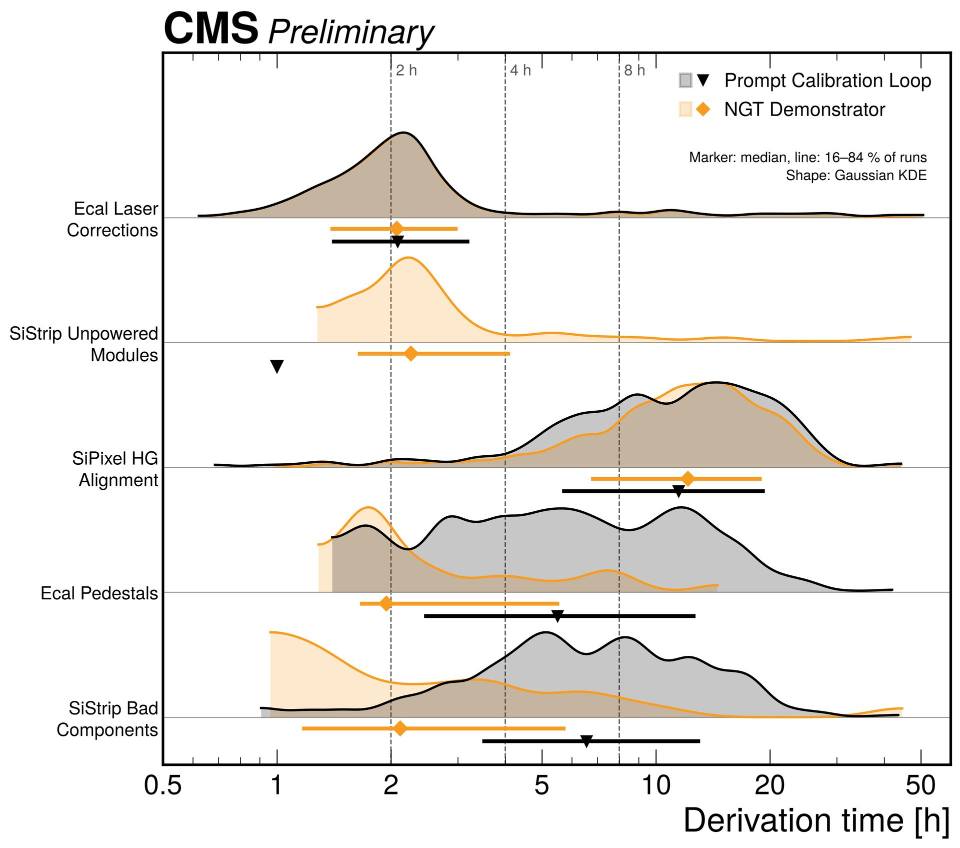 CMS Preliminary
2 h
4 h
8 h
Prompt Calibration Loop
NGT Demonstrator
Marker: median, line: 16–84 % of runs
Shape: Gaussian KDE
Ecal Laser
Corrections
SiStrip Unpowered
Modules
SiPixel HG
Alignment
Ecal Pedestals
SiStrip Bad
Components
0.5 1 2 5 10 20 50
Derivation time [h]